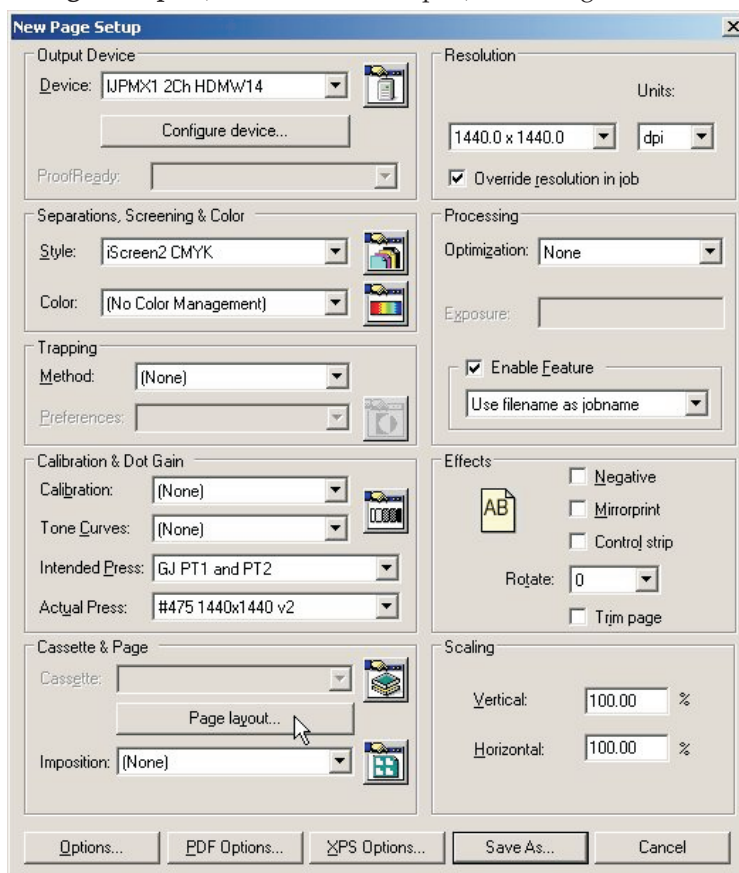 New Page Setup
Output Device
Device: IJPMX1 2Ch HDMW14
Configure device...
ProofReady:
Separations, Screening & Color
Style: iScreen2 CMYK
Color: (No Color Management)
Trapping
Method: (None)
Preferences:
Calibration & Dot Gain
Calibration: (None)
Tone Curves: (None)
Intended Press: GJ PT1 and PT2
Actual Press: #475 1440x1440 v2
Cassette & Page
Cassette:
Page layout...
Imposition: (None)
Resolution
Units:
1440.0 x 1440.0 dpi
Override resolution in job
Processing
Optimization: None
Exposure:
Enable Feature
Use filename as jobname
Effects
AB
Negative
Mirrorprint
Control strip
Rotate: 0
Trim page
Scaling
Vertical: 100.00 %
Horizontal: 100.00 %
Options... PDF Options... XPS Options... Save As... Cancel